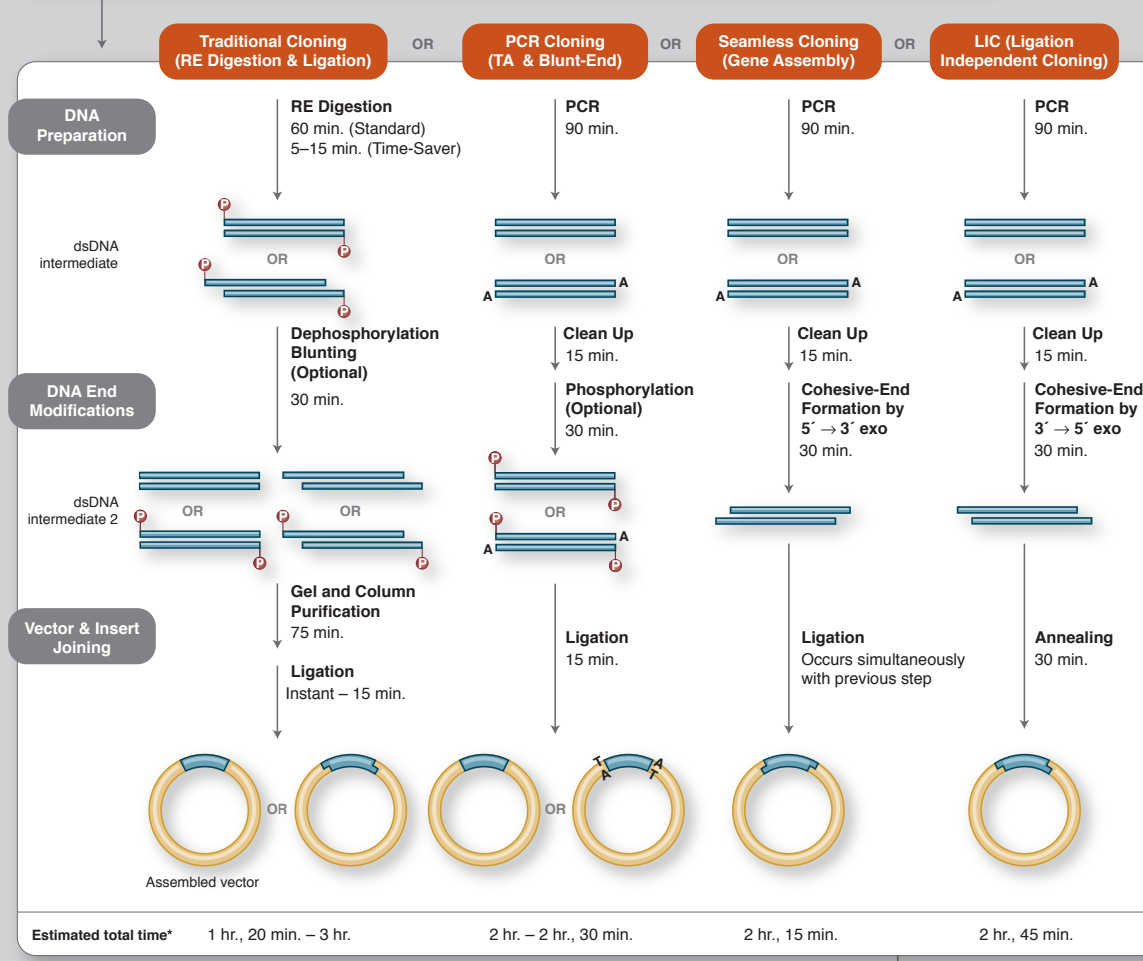 Traditional Cloning
(RE Digestion & Ligation)
OR
PCR Cloning
(TA & Blunt-End)
OR
Seamless Cloning
(Gene Assembly)
OR
LIC (Ligation
Independent Cloning)
DNA
Preparation
RE Digestion
60 min. (Standard)
5–15 min. (Time-Saver)
PCR
90 min.
PCR
90 min.
PCR
90 min.
dsDNA
intermediate
P
P
OR
P
P
OR
A
A
OR
A
A
OR
A
A
Dephosphorylation
Blunting
(Optional)
30 min.
Clean Up
15 min.
Clean Up
15 min.
Clean Up
15 min.
DNA End
Modifications
Phosphorylation
(Optional)
30 min.
Cohesive-End
Formation by
5´ → 3´ exo
30 min.
Cohesive-End
Formation by
3´ → 5´ exo
30 min.
dsDNA
intermediate 2
OR
P
P
OR
P
P
P
P
OR
P
A
A
P
Gel and Column
Purification
75 min.
Vector & Insert
Joining
Ligation
Instant – 15 min.
Ligation
15 min.
Ligation
Occurs simultaneously
with previous step
Annealing
30 min.
OR
OR
T
A
A
T
Assembled vector
Estimated total time*
1 hr., 20 min. – 3 hr.
2 hr. – 2 hr., 30 min.
2 hr., 15 min.
2 hr., 45 min.